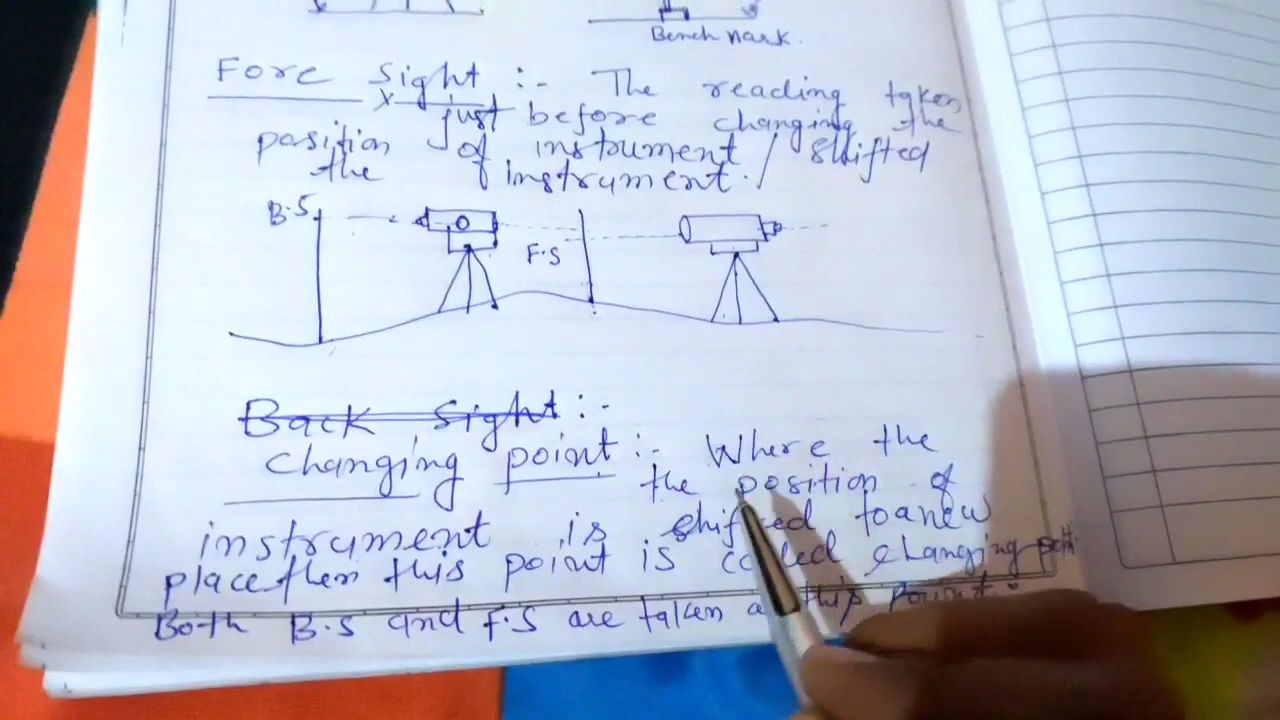 Bench Mark.
Fore Sight :- The reading taken
just before changing the
position of instrument / shifted
the instrument.
B.S
F.S
Back Sight :-
Changing point :- Where the
the position of
instrument is shifted to a new
place then this point is called changing point
Both B.S and F.S are taken a this point.